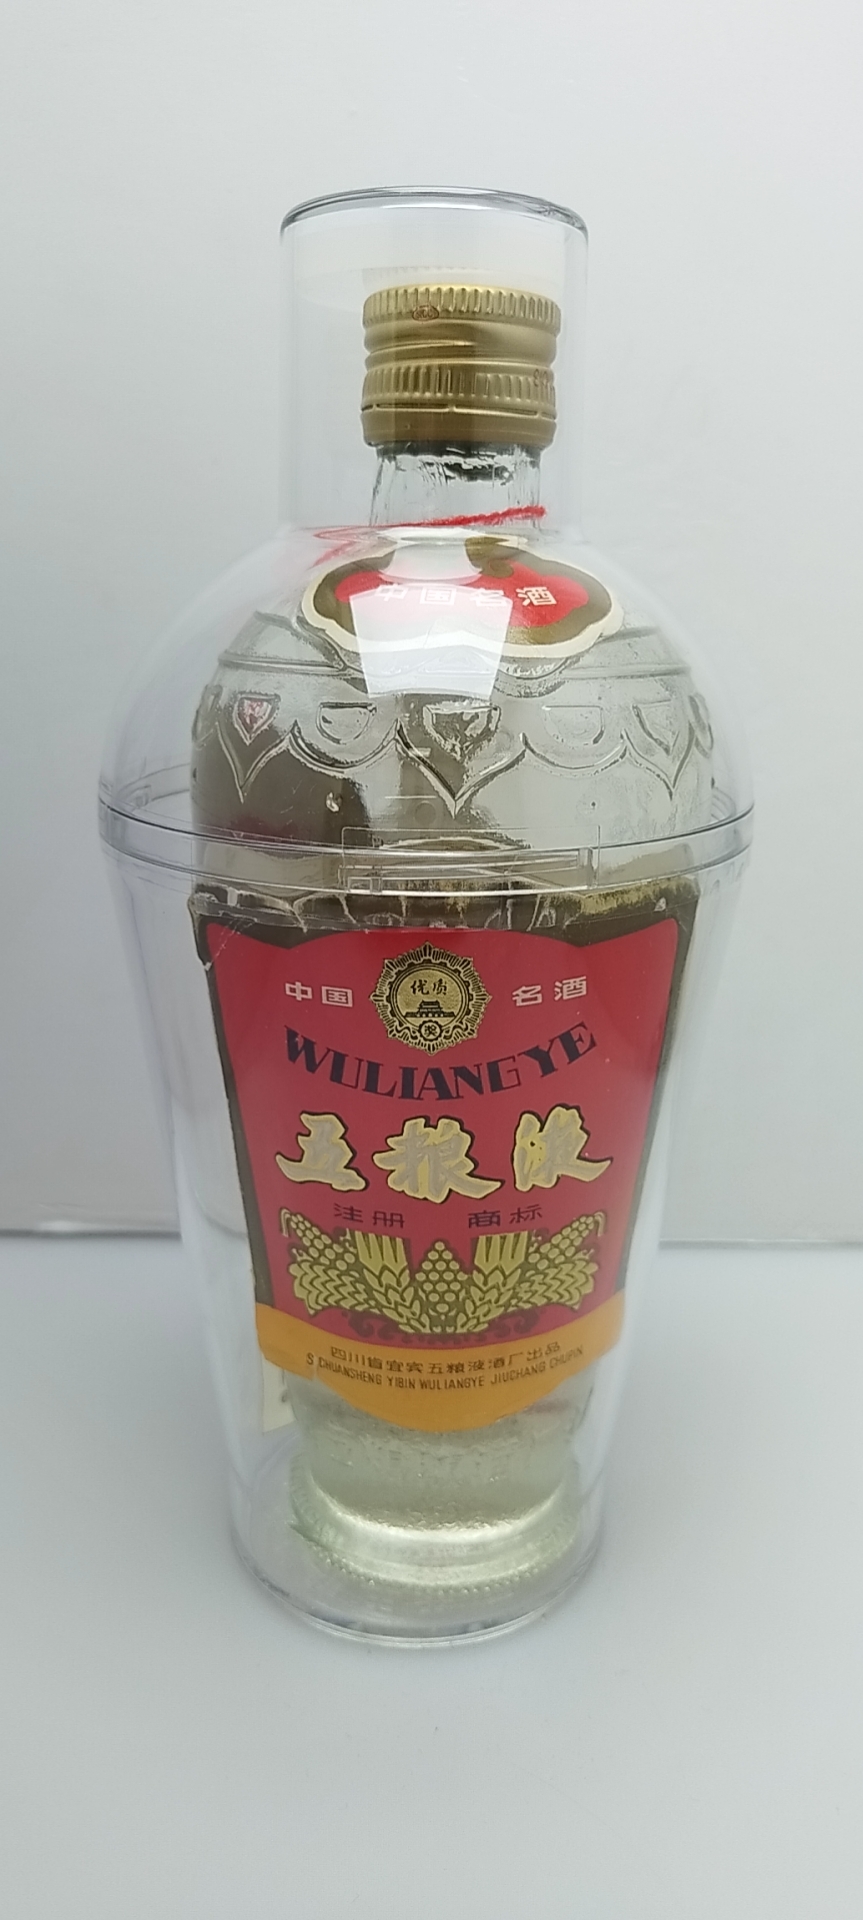 中国名酒
中国 名酒
优质
奖
WULIANGYE
五粮液
注册 商标
四川省宜宾五粮液酒厂出品
SICHUANSHENG YIBIN WULIANGYE JIUCHANG CHUPIN